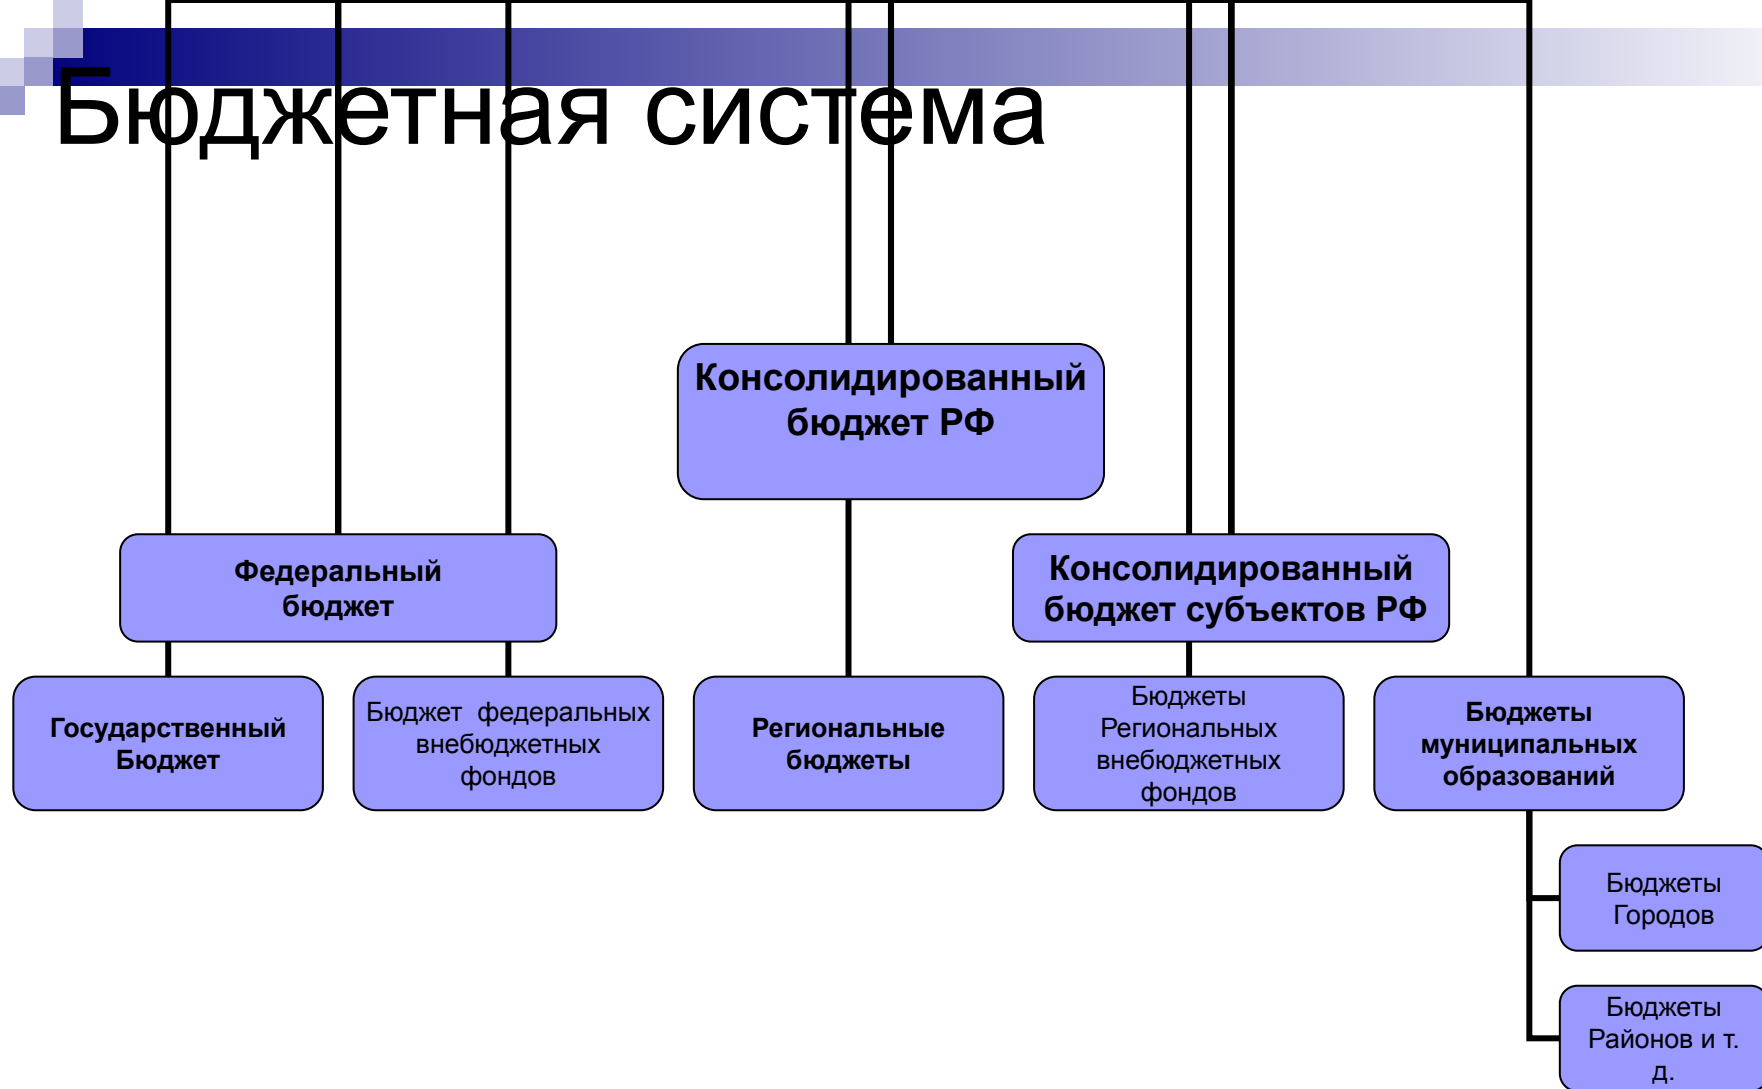 Бюджетная система
Консолидированный
бюджет РФ
Федеральный
бюджет
Консолидированный
бюджет субъектов РФ
Государственный
Бюджет
Бюджет федеральных
внебюджетных
фондов
Региональные
бюджеты
Бюджеты
Региональных
внебюджетных
фондов
Бюджеты
муниципальных
образований
Бюджеты
Городов
Бюджеты
Районов и т.
д.